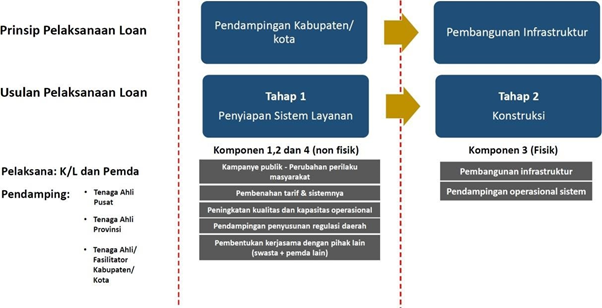 Prinsip Pelaksanaan Loan
Pendampingan Kabupaten/
kota
Pembangunan Infrastruktur
Usulan Pelaksanaan Loan
Tahap 1
Penyiapan Sistem Layanan
Tahap 2
Konstruksi
Komponen 1,2 dan 4 (non fisik)
Komponen 3 (Fisik)
Pelaksana: K/L dan Pemda
Pendamping:
• Tenaga Ahli
Pusat
• Tenaga Ahli
Provinsi
• Tenaga Ahli/
Fasilitator
Kabupaten/
Kota
Kampanye publik - Perubahan perilaku
masyarakat
Pembenahan tarif & sistemnya
Peningkatan kualitas dan kapasitas operasional
Pendampingan penyusunan regulasi daerah
Pembentukan kerjasama dengan pihak lain
(swasta + pemda lain)
Pembangunan infrastruktur
Pendampingan operasional sistem